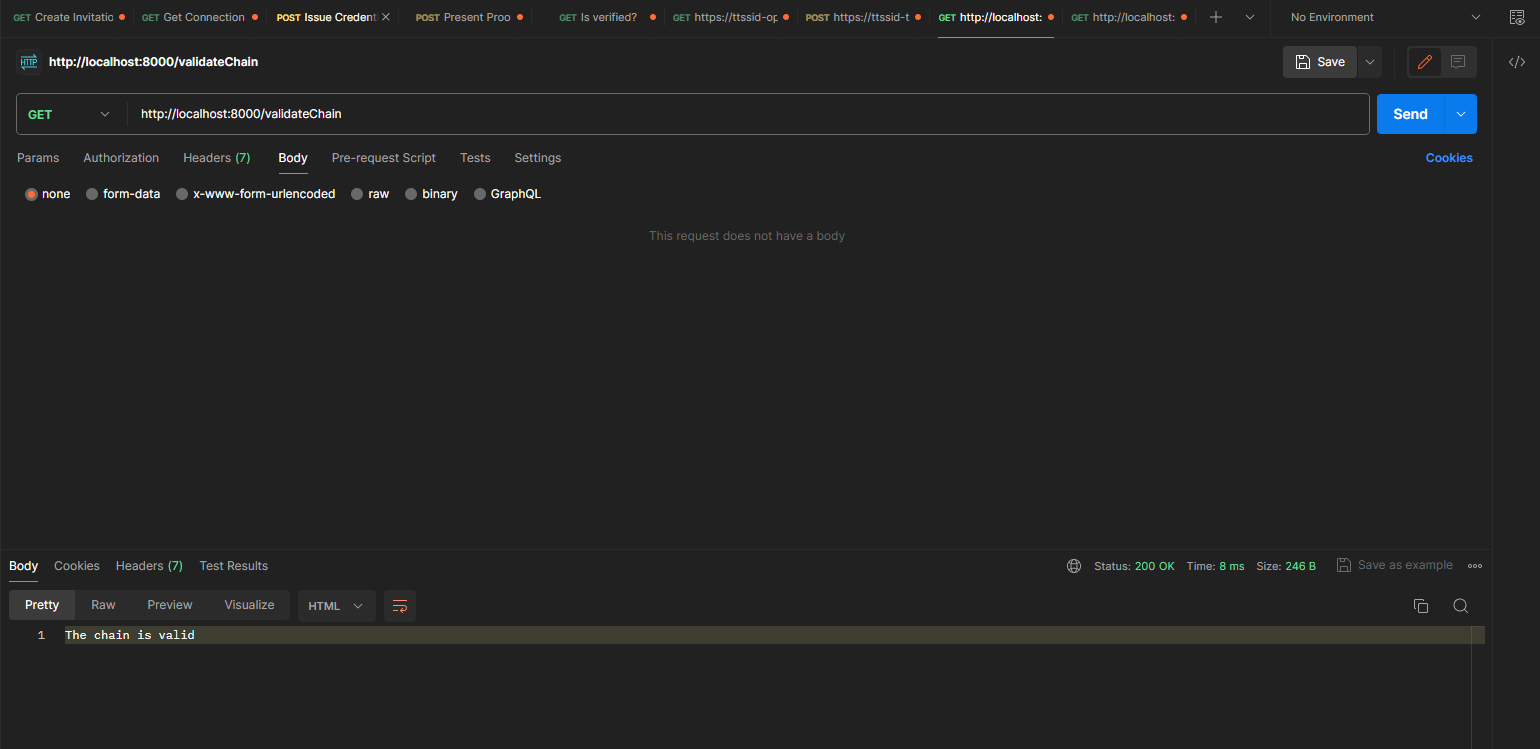 GET Create Invitatio GET Get Connection POST Issue Creden POST Present Proo GET Is verified? GET https://ttssid-op POST https://ttssid-t GET http://localhost: GET http://localhost: No Environment
HTTP http://localhost:8000/validateChain Save
GET http://localhost:8000/validateChain Send
Params Authorization Headers (7) Body Pre-request Script Tests Settings Cookies
none form-data x-www-form-urlencoded raw binary GraphQL
This request does not have a body
Body Cookies Headers (7) Test Results Status: 200 OK Time: 8 ms Size: 246 B Save as example
Pretty Raw Preview Visualize HTML
1 The chain is valid